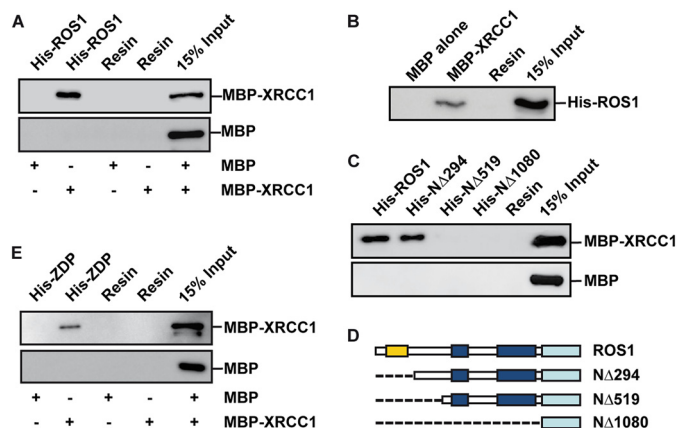 A
His-ROS1 His-ROS1 Resin Resin 15% Input
MBP-XRCC1
MBP
+ - + - + MBP
- + - + + MBP-XRCC1
B
MBP alone MBP-XRCC1 Resin 15% Input
His-ROS1
C
His-ROS1 His-NΔ294 His-NΔ519 His-NΔ1080 Resin 15% Input
MBP-XRCC1
MBP
E
His-ZDP His-ZDP Resin Resin 15% Input
MBP-XRCC1
MBP
+ - + - + MBP
- + - + + MBP-XRCC1
D
ROS1
NΔ294
NΔ519
NΔ1080